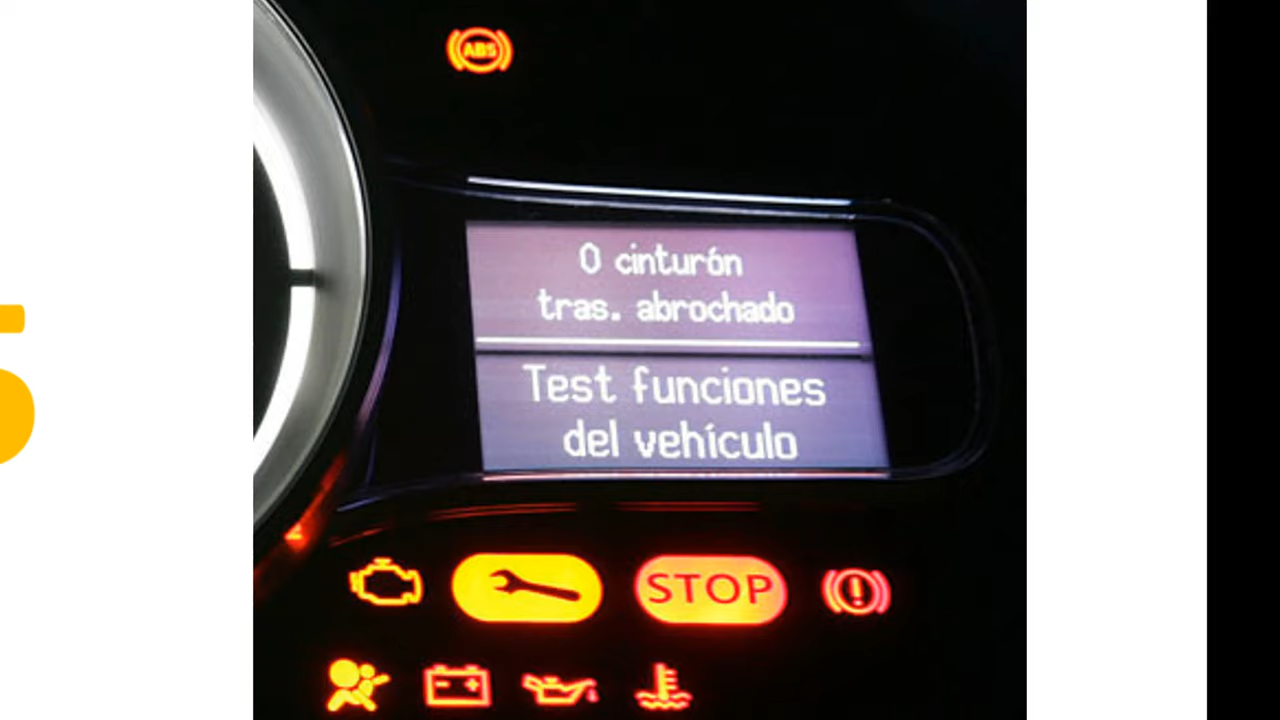 ABS
0 cinturón
tras. abrochado
Test funciones
del vehículo
STOP